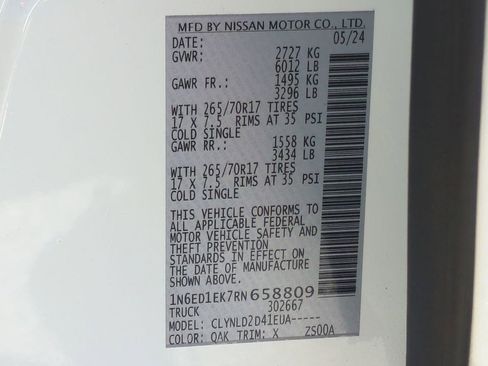 MFD BY NISSAN MOTOR CO., LTD.
DATE: 05/24
GVWR: 2727 KG
6012 LB
GAWR FR.: 1495 KG
3296 LB
WITH 265/70R17 TIRES
17 X 7.5 RIMS AT 35 PSI
COLD SINGLE
GAWR RR.: 1558 KG
3434 LB
WITH 265/70R17 TIRES
17 X 7.5 RIMS AT 35 PSI
COLD SINGLE
THIS VEHICLE CONFORMS TO
ALL APPLICABLE FEDERAL
MOTOR VEHICLE SAFETY AND
THEFT PREVENTION
STANDARDS IN EFFECT ON
THE DATE OF MANUFACTURE
SHOWN ABOVE.
1N6ED1EK7RN658809
TRUCK 302667
MODEL: CLYNLD2D41EUA-----
COLOR: QAK TRIM: X ZS00A